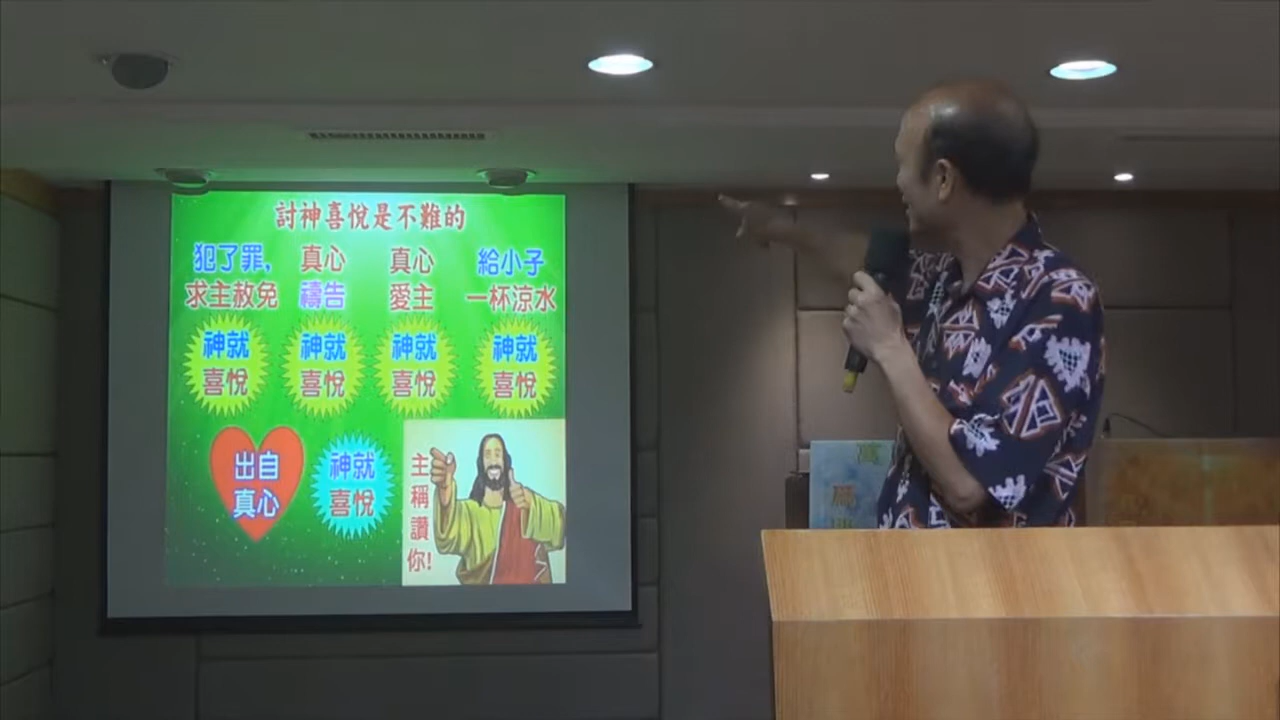 討神喜悅是不難的
犯了罪,
求主赦免
真心
禱告
真心
愛主
給小子
一杯涼水
神就
喜悅
神就
喜悅
神就
喜悅
神就
喜悅
出自
真心
神就
喜悅
主稱讚你!